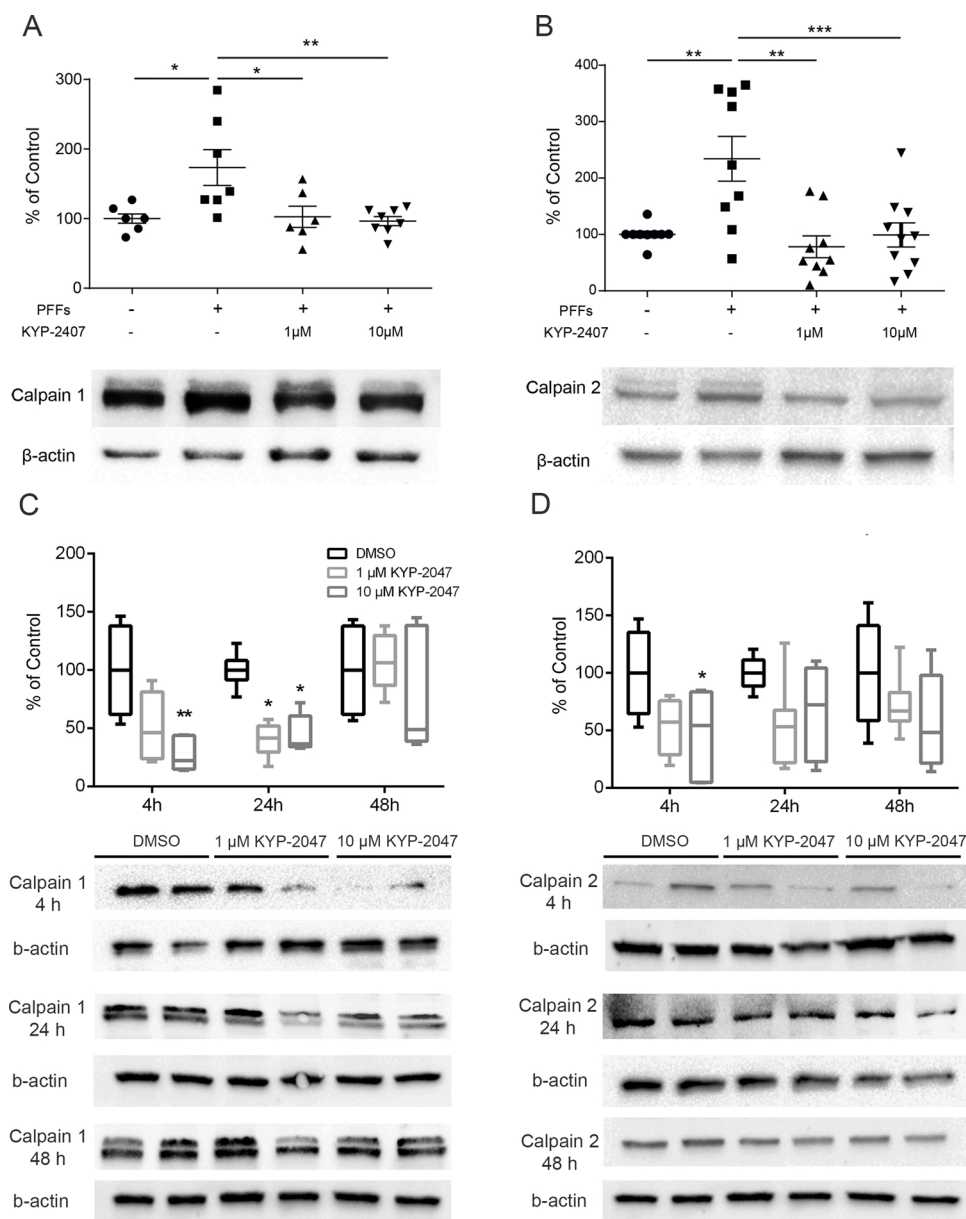 A
**
*
*
300
200
100
0
% of Control
PFFs - + + +
KYP-2407 - - 1µM 10µM
Calpain 1
β-actin
B
***
**
**
400
300
200
100
0
% of Control
PFFs - + + +
KYP-2407 - - 1µM 10µM
Calpain 2
β-actin
C
200
150
100
50
0
% of Control
DMSO
1 µM KYP-2047
10 µM KYP-2047
**
*
*
4h 24h 48h
DMSO 1 µM KYP-2047 10 µM KYP-2047
Calpain 1
4 h
b-actin
Calpain 1
24 h
b-actin
Calpain 1
48 h
b-actin
D
200
150
100
50
0
% of Control
*
4h 24h 48h
DMSO 1 µM KYP-2047 10 µM KYP-2047
Calpain 2
4 h
b-actin
Calpain 2
24 h
b-actin
Calpain 2
48 h
b-actin